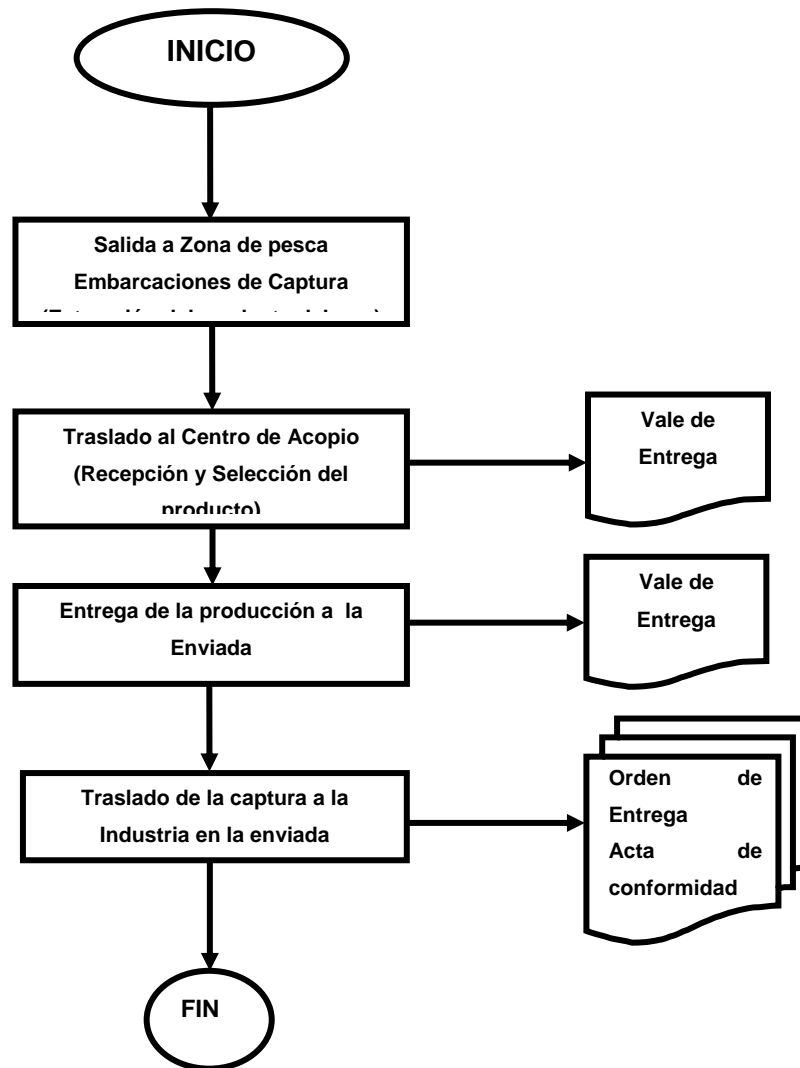 INICIO
Salida a Zona de pesca
Embarcaciones de Captura
Traslado al Centro de Acopio
(Recepción y Selección del
producto)
Vale de
Entrega
Entrega de la producción a la
Enviada
Vale de
Entrega
Traslado de la captura a la
Industria en la enviada
Orden de
Entrega
Acta de
conformidad
FIN